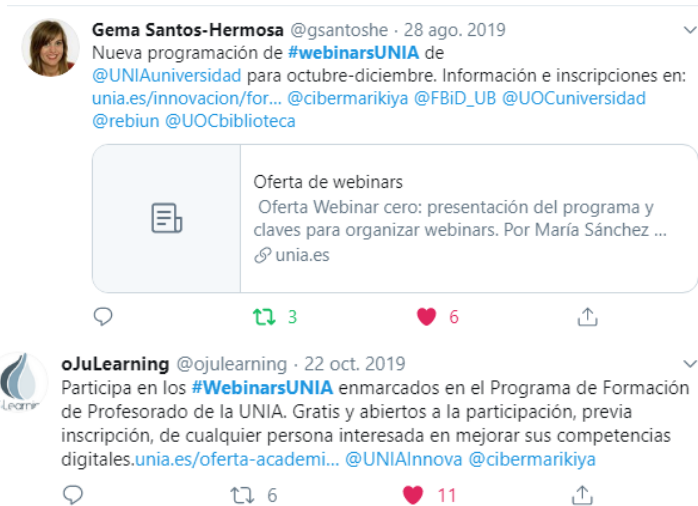 Gema Santos-Hermosa @gsantoshe · 28 ago. 2019
Nueva programación de #webinarsUNIA de
@UNIAuniversidad para octubre-diciembre. Información e inscripciones en:
unia.es/innovacion/for... @cibermarikiya @FBiD_UB @UOCuniversidad
@rebiun @UOCbiblioteca
Oferta de webinars
Oferta Webinar cero: presentación del programa y
claves para organizar webinars. Por María Sánchez ...
unia.es
3
6
oJuLearning @ojulearning · 22 oct. 2019
Participa en los #WebinarsUNIA enmarcados en el Programa de Formación
de Profesorado de la UNIA. Gratis y abiertos a la participación, previa
inscripción, de cualquier persona interesada en mejorar sus competencias
digitales.unia.es/oferta-academi... @UNIAInnova @cibermarikiya
6
11